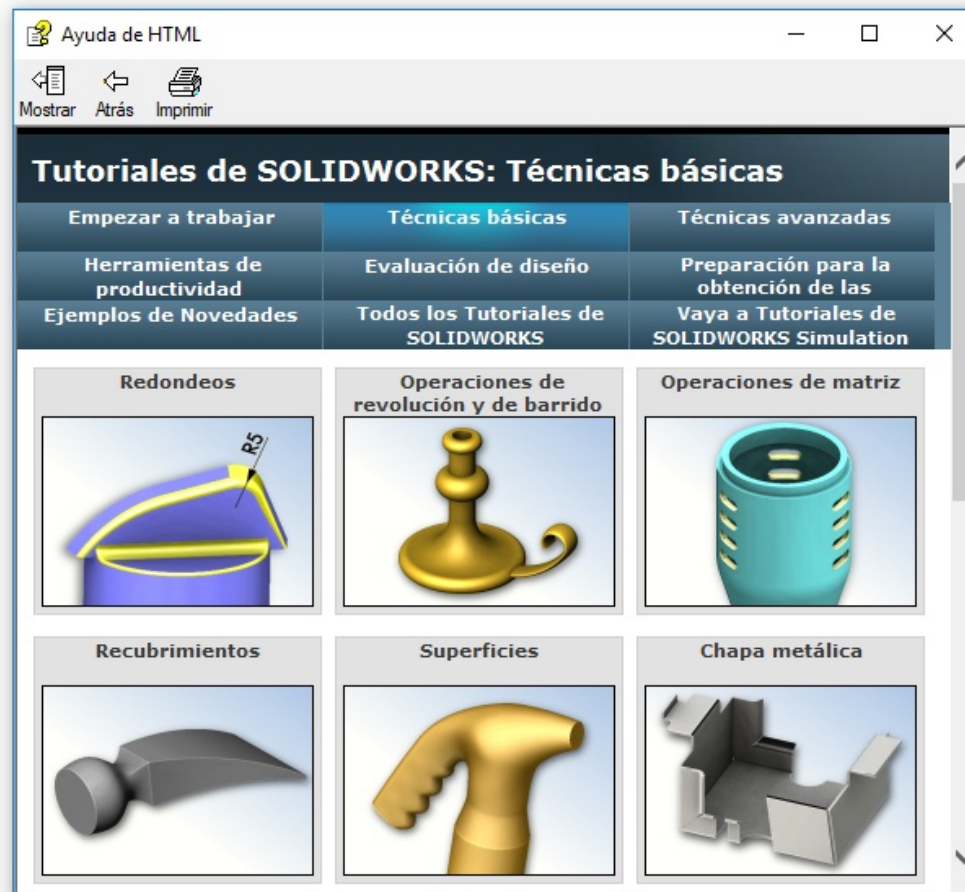 Ayuda de HTML
Mostrar Atrás Imprimir
Tutoriales de SOLIDWORKS: Técnicas básicas
Empezar a trabajar
Técnicas básicas
Técnicas avanzadas
Herramientas de
productividad
Evaluación de diseño
Preparación para la
obtención de las
Ejemplos de Novedades
Todos los Tutoriales de
SOLIDWORKS
Vaya a Tutoriales de
SOLIDWORKS Simulation
Redondeos
R5
Operaciones de
revolución y de barrido
Operaciones de matriz
Recubrimientos
Superficies
Chapa metálica